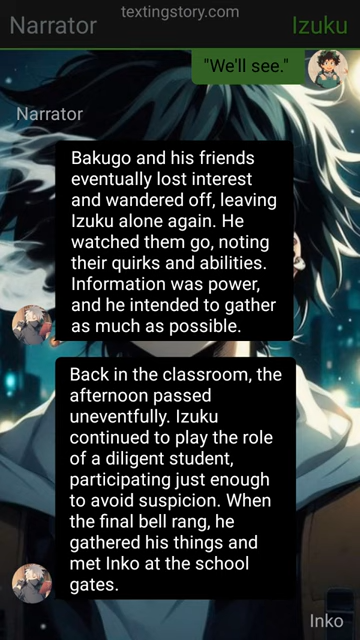 textingstory.com
Narrator
Izuku
"We'll see."
Narrator
Bakugo and his friends
eventually lost interest
and wandered off, leaving
Izuku alone again. He
watched them go, noting
their quirks and abilities.
Information was power,
and he intended to gather
as much as possible.
Back in the classroom, the
afternoon passed
uneventfully. Izuku
continued to play the role
of a diligent student,
participating just enough
to avoid suspicion. When
the final bell rang, he
gathered his things and
met Inko at the school
gates.
Inko